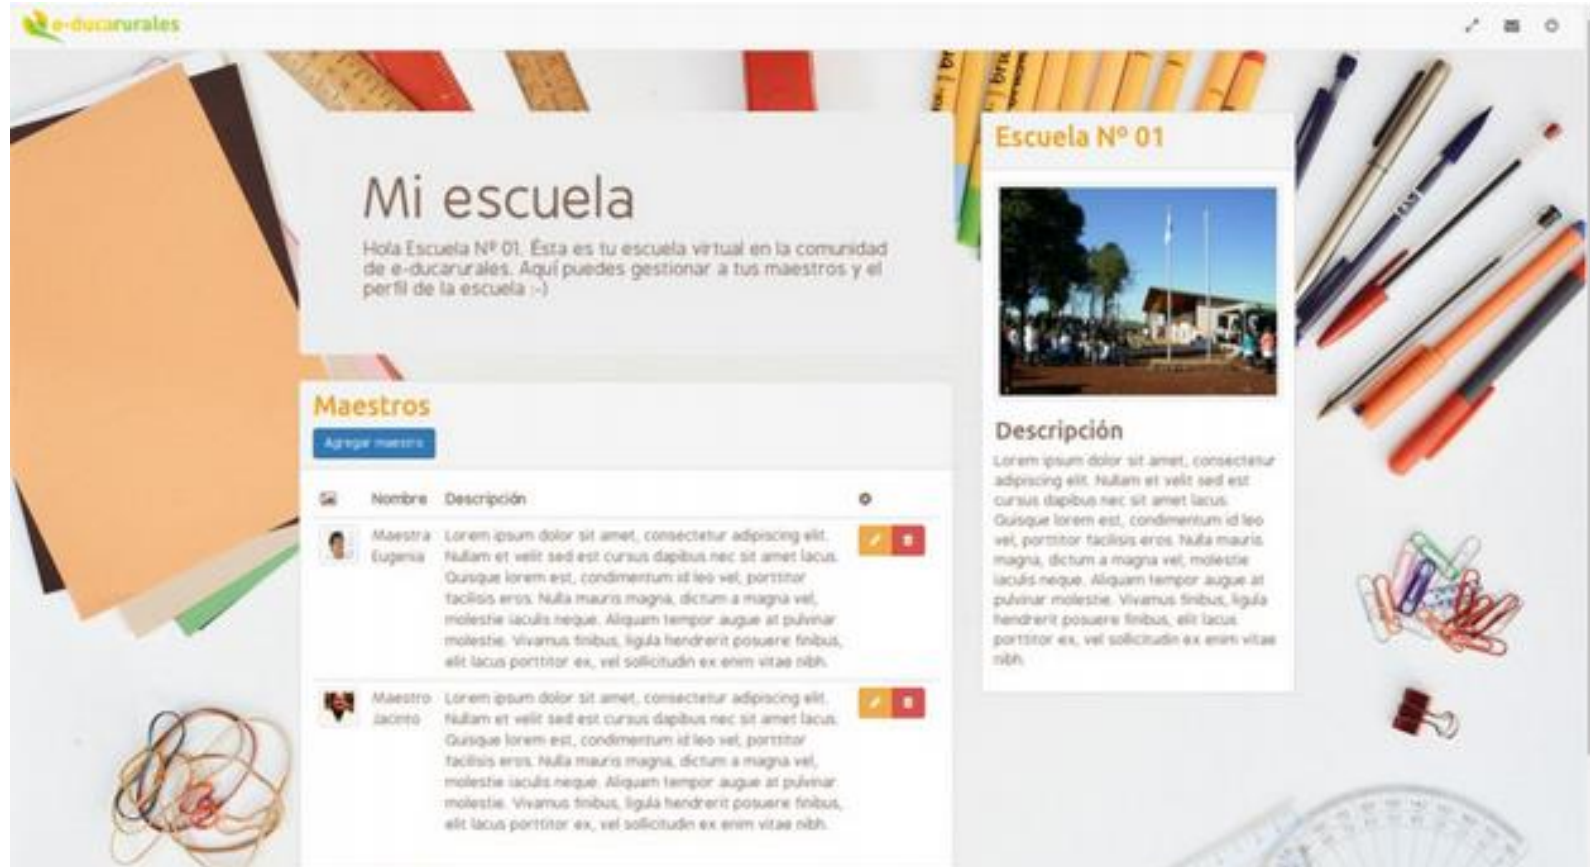 e-ducarurales
Mi escuela
Hola Escuela Nº 01. Ésta es tu escuela virtual en la comunidad
de e-ducarurales. Aquí puedes gestionar a tus maestros y el
perfil de la escuela :-)
Maestros
Agregar maestro
Nombre Descripción
Maestra Eugenia
Lorem ipsum dolor sit amet, consectetur adipiscing elit.
Nullam et velit sed est cursus dapibus nec sit amet lacus.
Quisque lorem est, condimentum id leo vel, porttitor
facilisis eros. Nulla mauris magna, dictum a magna vel,
molestie iaculis neque. Aliquam tempor augue at pulvinar
molestie. Vivamus finibus, ligula hendrerit posuere finibus,
elit lacus porttitor ex, vel sollicitudin ex enim vitae nibh.
Maestro Jacinto
Lorem ipsum dolor sit amet, consectetur adipiscing elit.
Nullam et velit sed est cursus dapibus nec sit amet lacus.
Quisque lorem est, condimentum id leo vel, porttitor
facilisis eros. Nulla mauris magna, dictum a magna vel,
molestie iaculis neque. Aliquam tempor augue at pulvinar
molestie. Vivamus finibus, ligula hendrerit posuere finibus,
elit lacus porttitor ex, vel sollicitudin ex enim vitae nibh.
Escuela Nº 01
Descripción
Lorem ipsum dolor sit amet, consectetur
adipiscing elit. Nullam et velit sed est
cursus dapibus nec sit amet lacus.
Quisque lorem est, condimentum id leo
vel, porttitor facilisis eros. Nulla mauris
magna, dictum a magna vel, molestie
iaculis neque. Aliquam tempor augue at
pulvinar molestie. Vivamus finibus, ligula
hendrerit posuere finibus, elit lacus
porttitor ex, vel sollicitudin ex enim vitae
nibh.